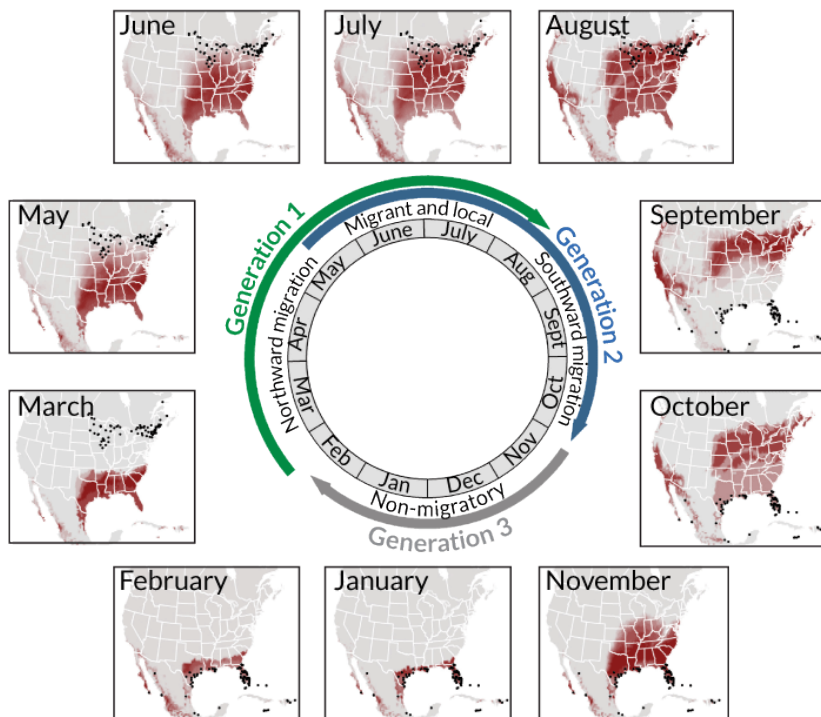 June
July
August
May
September
March
October
February
January
November
Generation 1
Generation 2
Generation 3
Northward migration
Migrant and local
Southward migration
Non-migratory
Mar
Apr
May
June
July
Aug
Sept
Oct
Nov
Dec
Jan
Feb